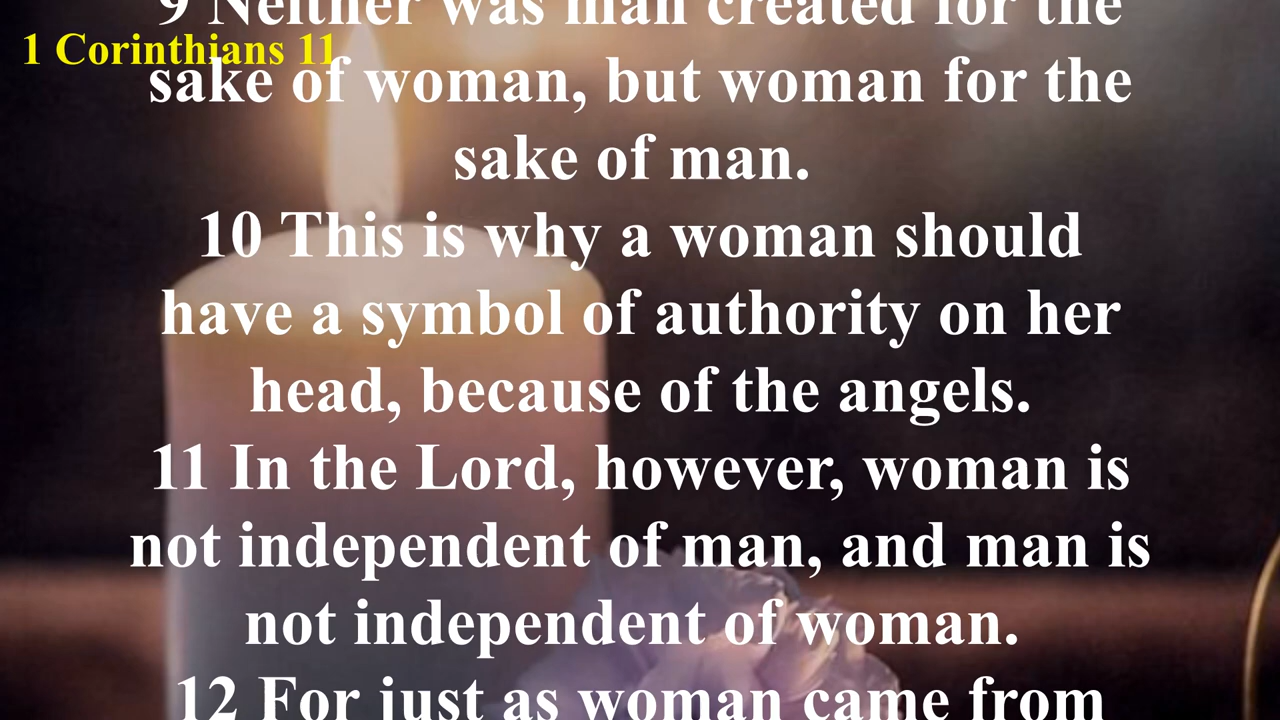 9 Neither was man created for the
1 Corinthians 11
sake of woman, but woman for the
sake of man.
10 This is why a woman should
have a symbol of authority on her
head, because of the angels.
11 In the Lord, however, woman is
not independent of man, and man is
not independent of woman.
12 For just as woman came from